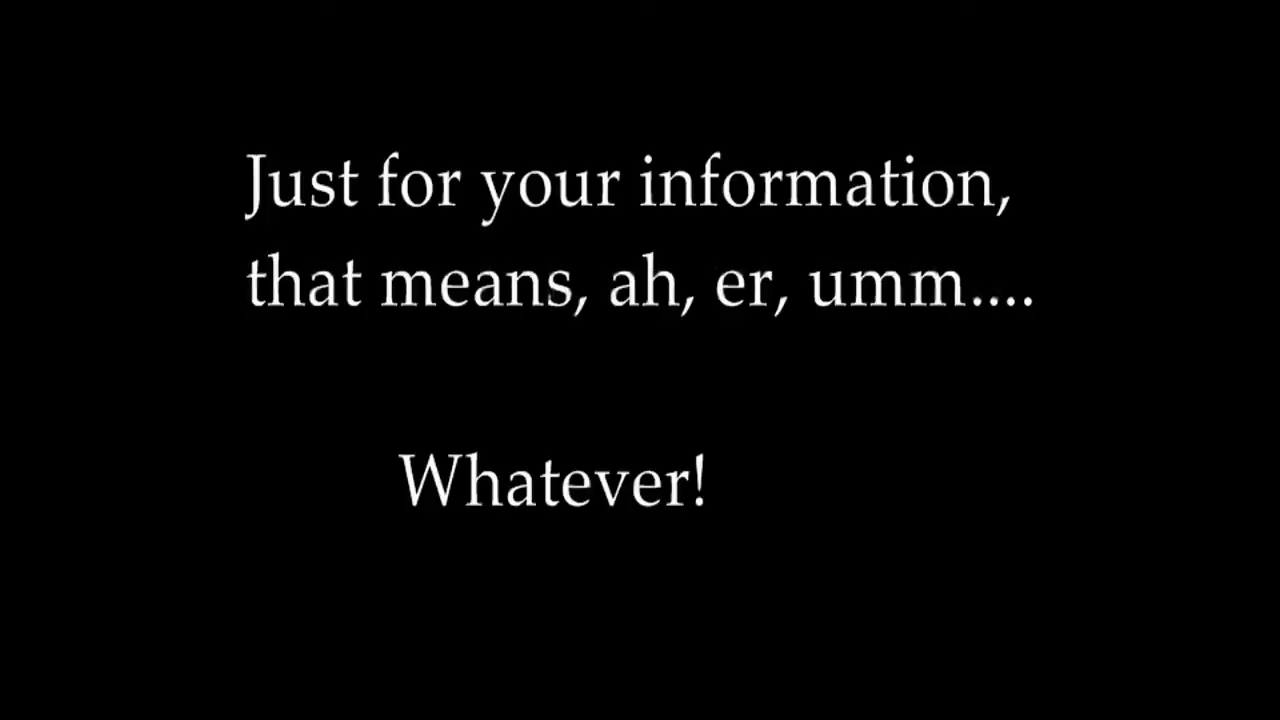 Just for your information,
that means, ah, er, umm....
Whatever!